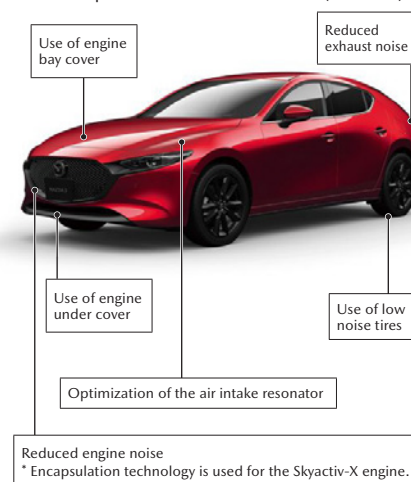 Use of engine
bay cover
Reduced
exhaust noise
Use of engine
under cover
Use of low
noise tires
Optimization of the air intake resonator
Reduced engine noise
* Encapsulation technology is used for the Skyactiv-X engine.